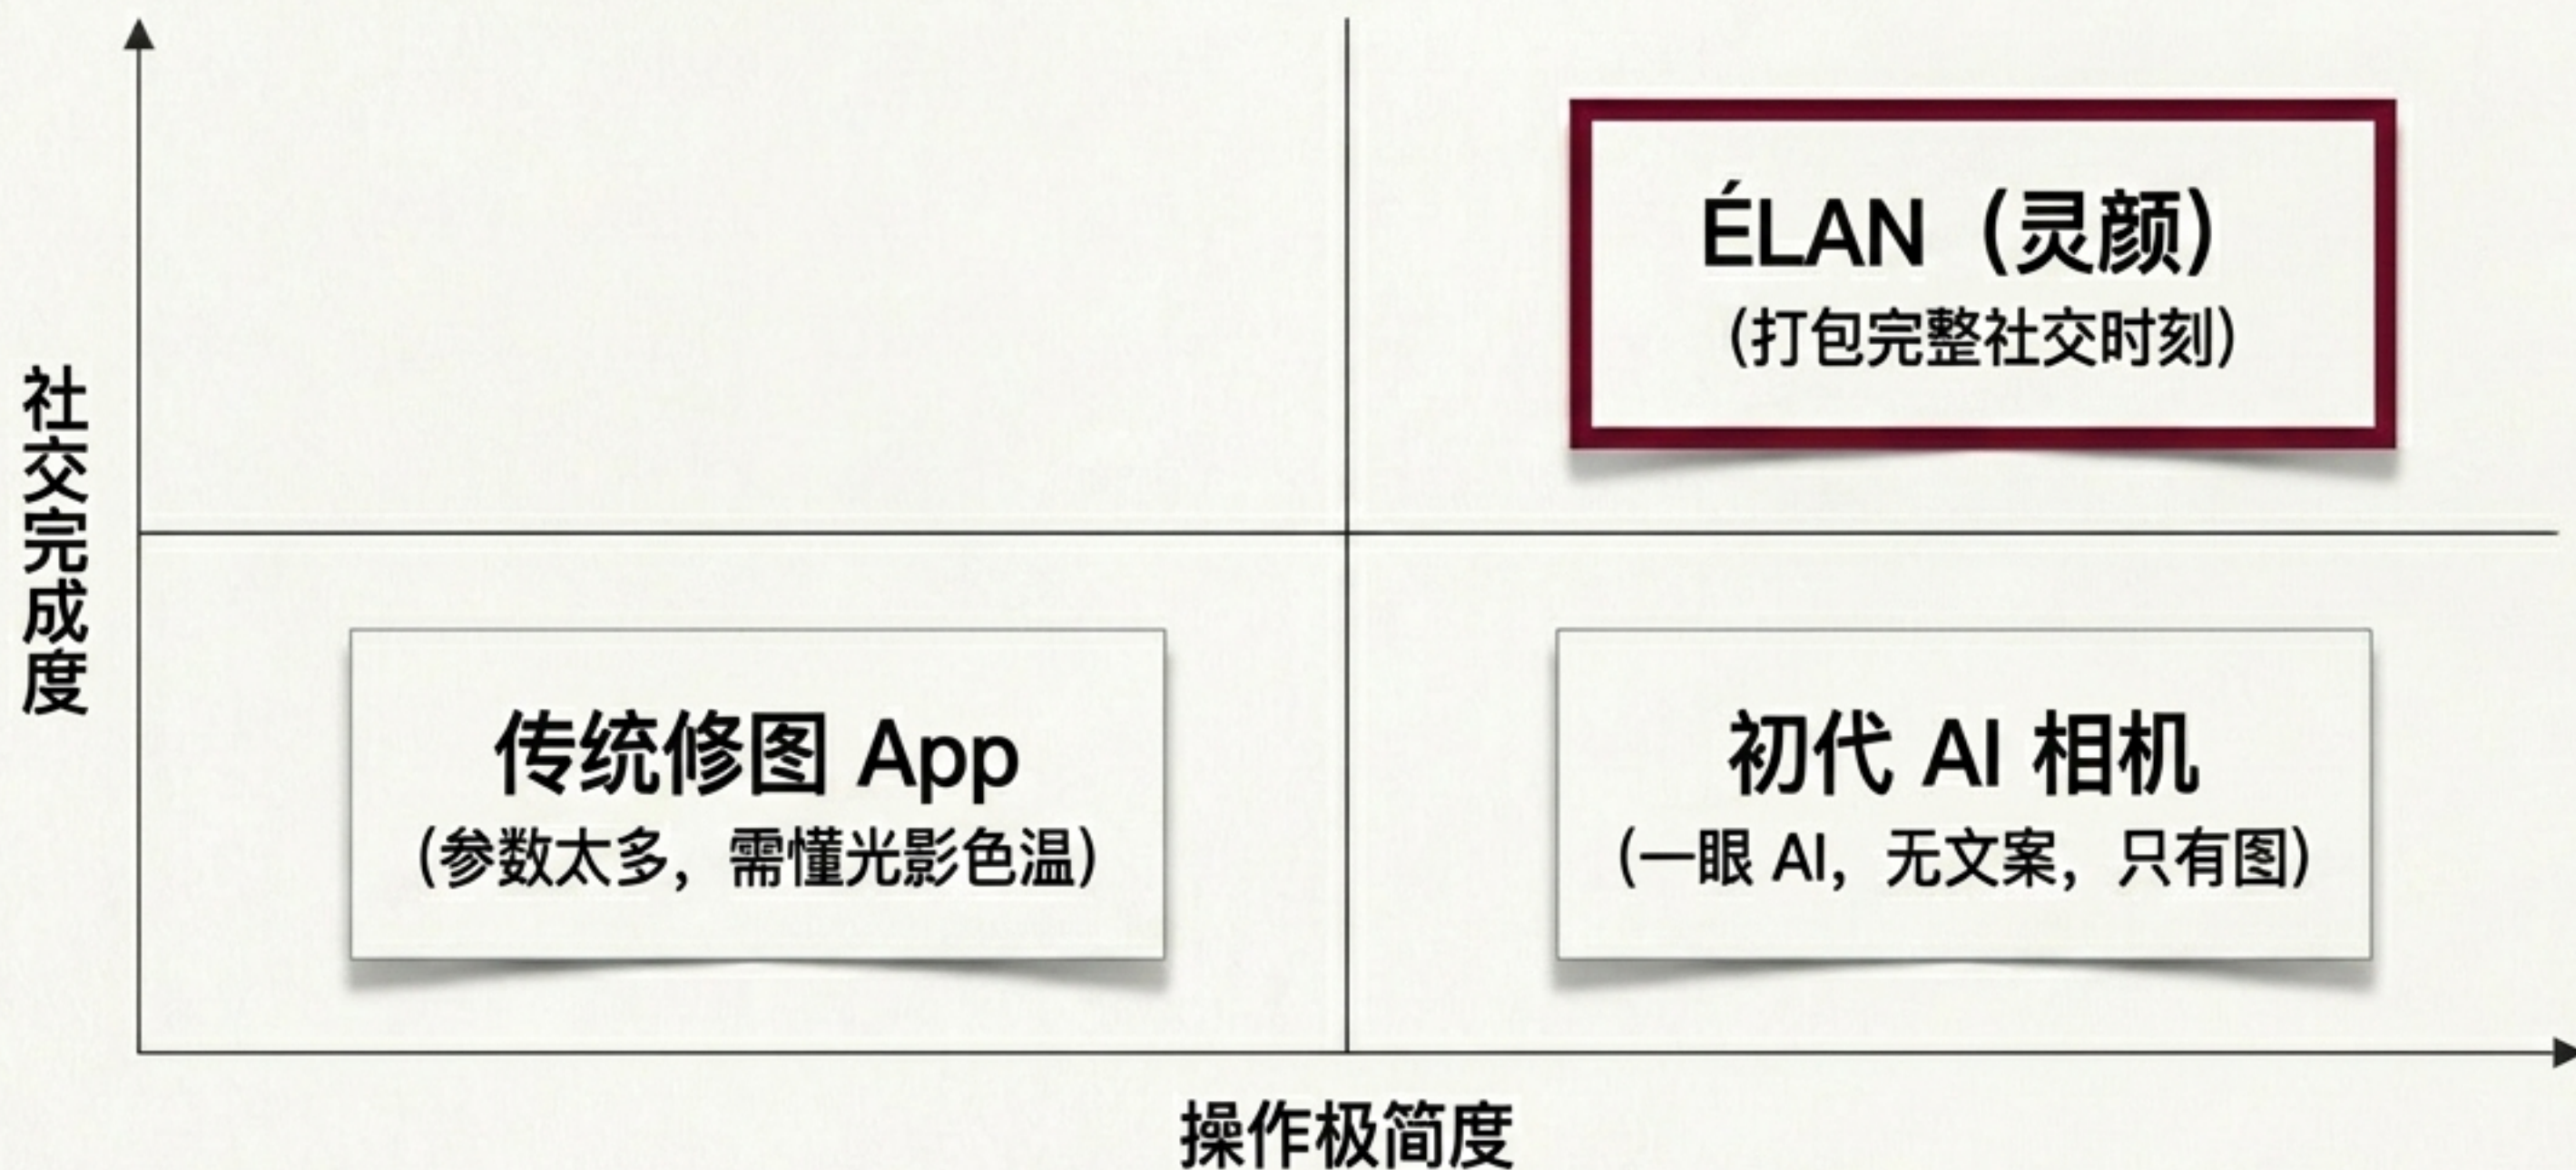 ÉLAN（灵颜）
(打包完整社交时刻)
社交完成度
传统修图 App
(参数太多，需懂光影色温)
初代 AI 相机
(一眼 AI，无文案，只有图)
操作极简度